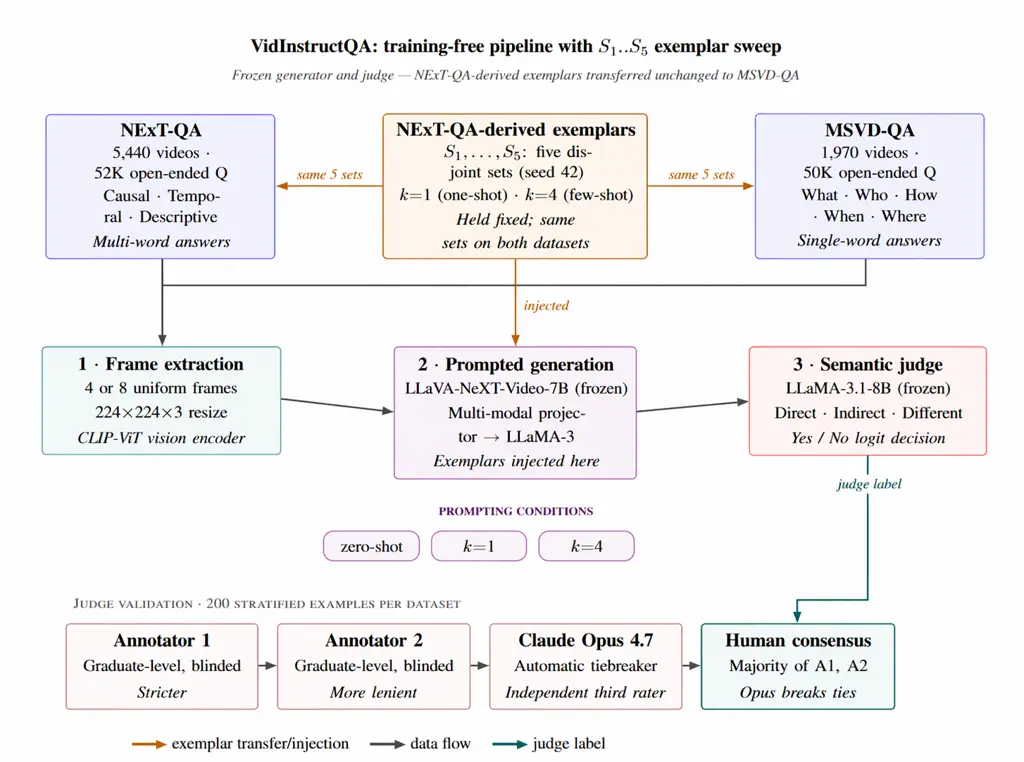 VidInstructQA: training-free pipeline with S₁..S₅ exemplar sweep
Frozen generator and judge — NExT-QA-derived exemplars transferred unchanged to MSVD-QA
NExT-QA
5,440 videos ·
52K open-ended Q
Causal · Tempo-
ral · Descriptive
Multi-word answers
same 5 sets
NExT-QA-derived exemplars
S₁, . . . , S₅: five dis-
joint sets (seed 42)
k=1 (one-shot) · k=4 (few-shot)
Held fixed; same
sets on both datasets
same 5 sets
MSVD-QA
1,970 videos ·
50K open-ended Q
What · Who · How
· When · Where
Single-word answers
injected
1 · Frame extraction
4 or 8 uniform frames
224×224×3 resize
CLIP-ViT vision encoder
2 · Prompted generation
LLaVA-NeXT-Video-7B (frozen)
Multi-modal projec-
tor → LLaMA-3
Exemplars injected here
3 · Semantic judge
LLaMA-3.1-8B (frozen)
Direct · Indirect · Different
Yes / No logit decision
judge label
PROMPTING CONDITIONS
zero-shot
k=1
k=4
JUDGE VALIDATION · 200 STRATIFIED EXAMPLES PER DATASET
Annotator 1
Graduate-level, blinded
Stricter
Annotator 2
Graduate-level, blinded
More lenient
Claude Opus 4.7
Automatic tiebreaker
Independent third rater
Human consensus
Majority of A1, A2
Opus breaks ties
exemplar transfer/injection
data flow
judge label